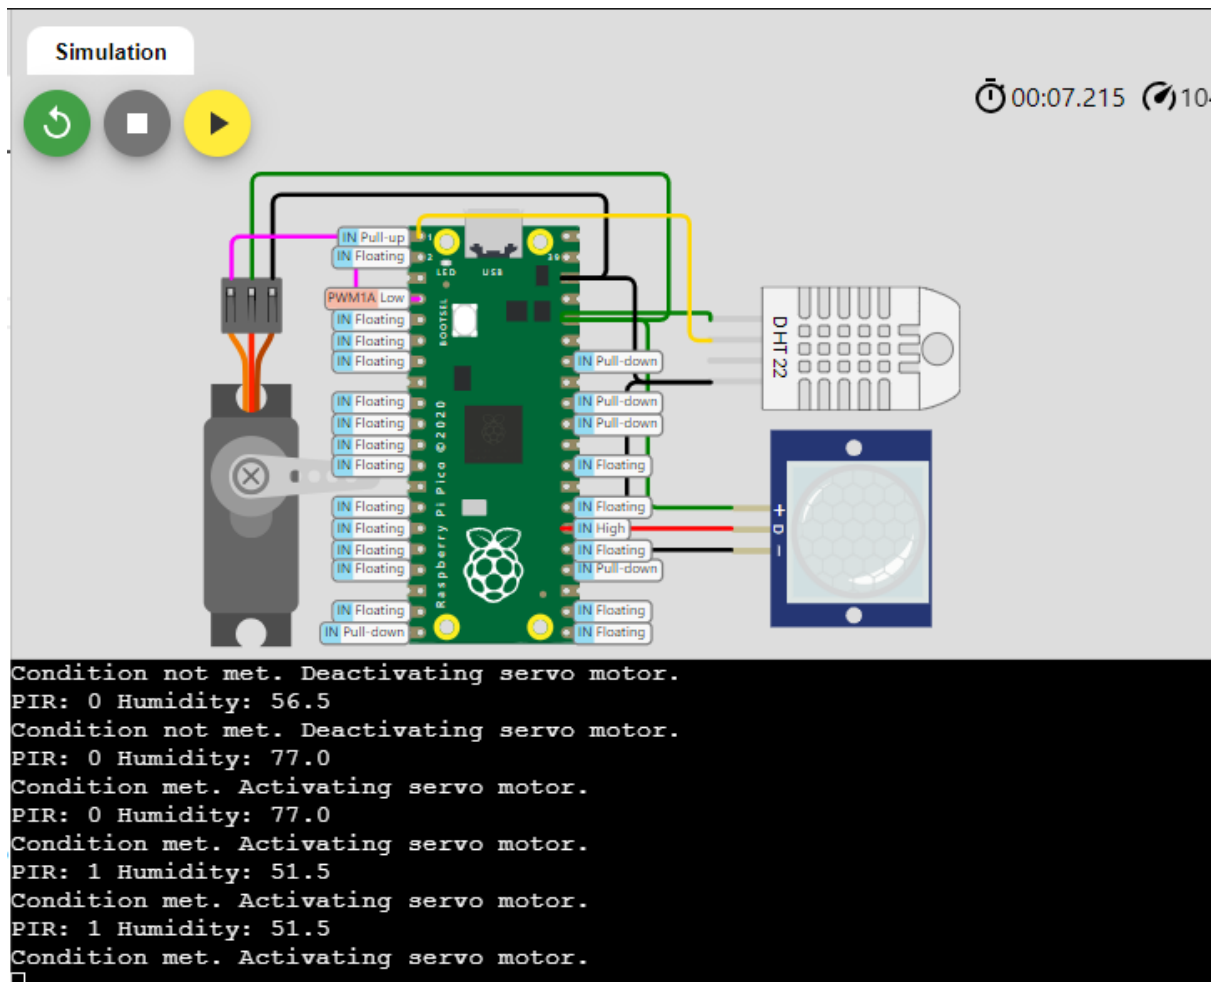 Simulation
00:07.215 104
IN Pull-up
1
IN Floating
2
39
LED
USB
PWM1A Low
IN Floating
BOOTSEL
IN Floating
IN Floating
IN Pull-down
IN Floating
IN Pull-down
IN Floating
IN Pull-down
IN Floating
IN Floating
IN Floating
IN Floating
IN Floating
IN Floating
IN High
IN Floating
IN Floating
IN Floating
IN Pull-down
IN Floating
IN Floating
IN Pull-down
IN Floating
Raspberry Pi Pico ©2020
DHT22
+
D
-
Condition not met. Deactivating servo motor.
PIR: 0 Humidity: 56.5
Condition not met. Deactivating servo motor.
PIR: 0 Humidity: 77.0
Condition met. Activating servo motor.
PIR: 0 Humidity: 77.0
Condition met. Activating servo motor.
PIR: 1 Humidity: 51.5
Condition met. Activating servo motor.
PIR: 1 Humidity: 51.5
Condition met. Activating servo motor.